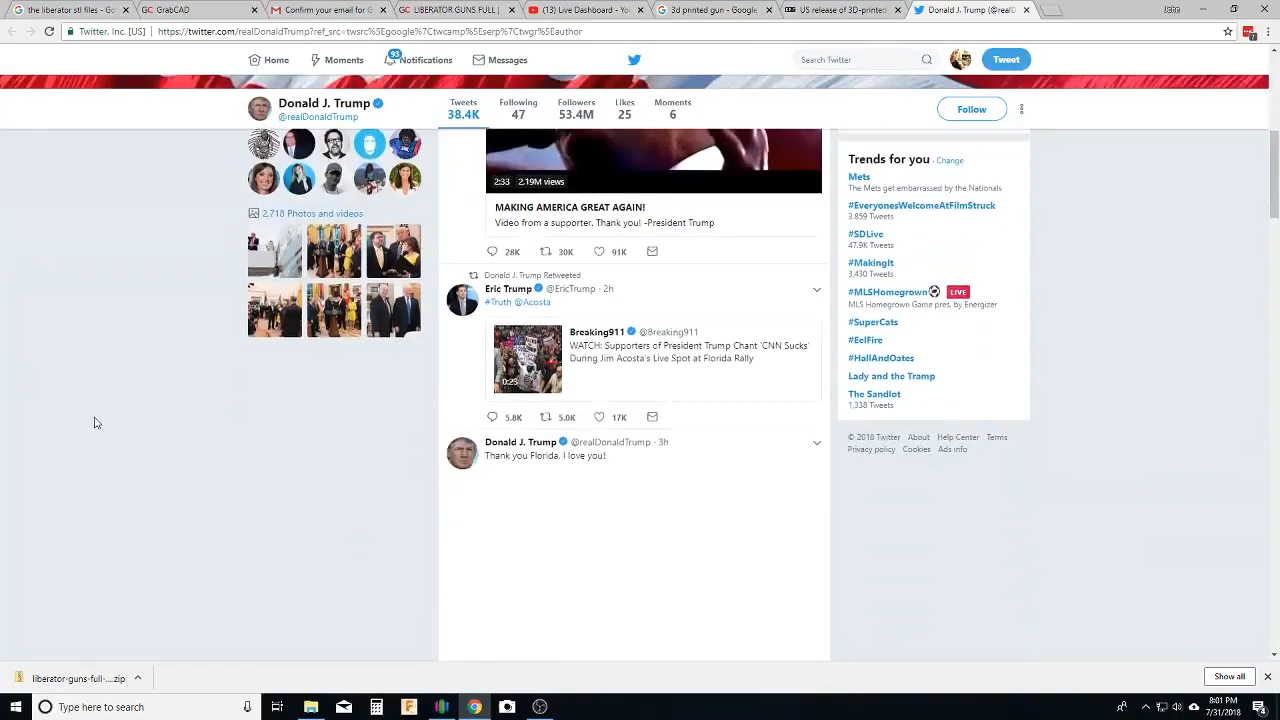 the liberator stl files - Go
GrabCAD
Confirm your email for G
LIBERATOR GUNS FULL |
(13) Live Dashboard - You
3d printed gun - Google
US release of 3D-printed
Donald J. Trump (@realD
Twitter, Inc. [US] | https://twitter.com/realDonaldTrump?ref_src=twsrc%5Egoogle%7Ctwcamp%5Eserp%7Ctwgr%5Eauthor
Home
Moments
93
Notifications
Messages
Search Twitter
Tweet
Donald J. Trump
@realDonaldTrump
Tweets
38.4K
Following
47
Followers
53.4M
Likes
25
Moments
6
Follow
2,718 Photos and videos
2:33 2.19M views
MAKING AMERICA GREAT AGAIN!
Video from a supporter. Thank you! -President Trump
28K 30K 91K
Donald J. Trump Retweeted
Eric Trump @EricTrump · 2h
#Truth @Acosta
Breaking911 @Breaking911
WATCH: Supporters of President Trump Chant 'CNN Sucks'
During Jim Acosta's Live Spot at Florida Rally
0:23
5.8K 5.0K 17K
Donald J. Trump @realDonaldTrump · 3h
Thank you Florida. I love you!
Trends for you · Change
Mets
The Mets get embarrassed by the Nationals
#EveryonesWelcomeAtFilmStruck
3,859 Tweets
#SDLive
47.9K Tweets
#MakingIt
3,430 Tweets
#MLSHomegrown LIVE
MLS Homegrown Game pres. by Energizer
#SuperCats
#EelFire
#HallAndOates
Lady and the Tramp
The Sandlot
1,338 Tweets
© 2018 Twitter About Help Center Terms
Privacy policy Cookies Ads info
liberator-guns-full-....zip
Show all
Type here to search
8:01 PM
7/31/2018